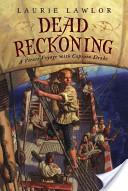 LAURIE LAWLOR
DEAD
RECKONING
A Pirate Voyage with Captain Drake